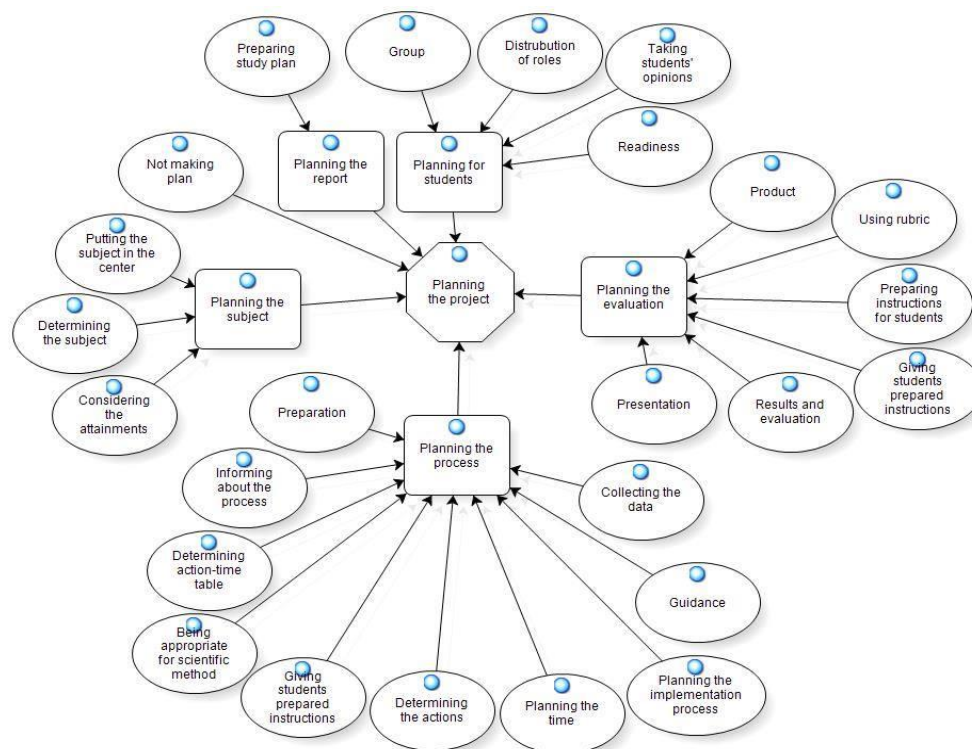 Preparing
study plan
Group
Distrubution
of roles
Taking
students'
opinions
Readiness
Planning the
report
Planning for
students
Not making
plan
Product
Using rubric
Putting the
subject in the
center
Planning the
subject
Planning
the project
Planning the
evaluation
Preparing
instructions
for students
Determining
the subject
Giving
students
prepared
instructions
Considering
the
attainments
Preparation
Presentation
Results and
evaluation
Planning the
process
Informing
about the
process
Collecting the
data
Determining
action-time
table
Guidance
Being
appropriate
for scientific
method
Giving
students
prepared
instructions
Determining
the actions
Planning the
time
Planning the
implementation
process